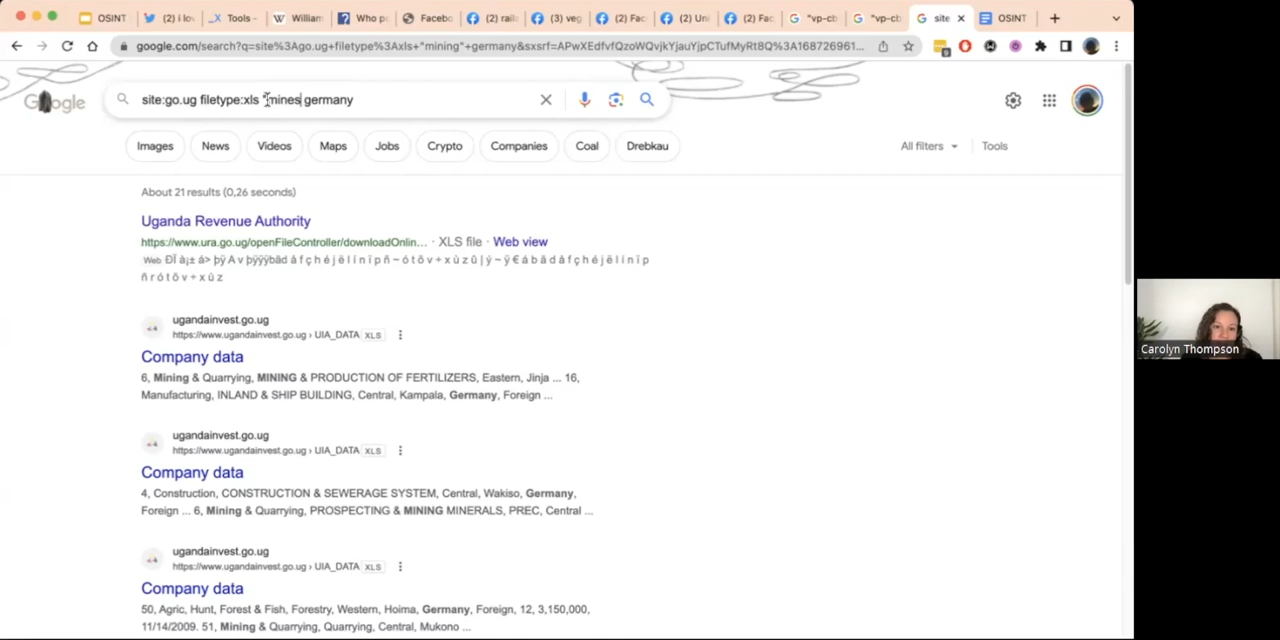 OSINT
(2) i lov
Tools -
William
Who po
Facebo
(2) raila
(3) veg
(2) Fac
(2) Uni
(2) Fac
"vp-cb
"vp-cb
site
OSINT
google.com/search?q=site%3Ago.ug+filetype%3Axls+"mining"+germany&sxsrf=APwXEdfvfQzoWQvjkYjauYjpCTufMyRt8Q%3A168726961...
Google
site:go.ug filetype:xls "mines germany
Images
News
Videos
Maps
Jobs
Crypto
Companies
Coal
Drebkau
All filters
Tools
About 21 results (0,26 seconds)
Uganda Revenue Authority
https://www.ura.go.ug/openFileController/downloadOnlin... · XLS file · Web view
ugandainvest.go.ug
https://www.ugandainvest.go.ug › UIA_DATA XLS
Company data
6, Mining & Quarrying, MINING & PRODUCTION OF FERTILIZERS, Eastern, Jinja ... 16,
Manufacturing, INLAND & SHIP BUILDING, Central, Kampala, Germany, Foreign ...
ugandainvest.go.ug
https://www.ugandainvest.go.ug › UIA_DATA XLS
Company data
4, Construction, CONSTRUCTION & SEWERAGE SYSTEM, Central, Wakiso, Germany,
Foreign ... 6, Mining & Quarrying, PROSPECTING & MINING MINERALS, PREC, Central ...
ugandainvest.go.ug
https://www.ugandainvest.go.ug › UIA_DATA XLS
Company data
50, Agric, Hunt, Forest & Fish, Forestry, Western, Hoima, Germany, Foreign, 12, 3,150,000,
11/14/2009. 51, Mining & Quarrying, Quarrying, Central, Mukono ...
Carolyn Thompson